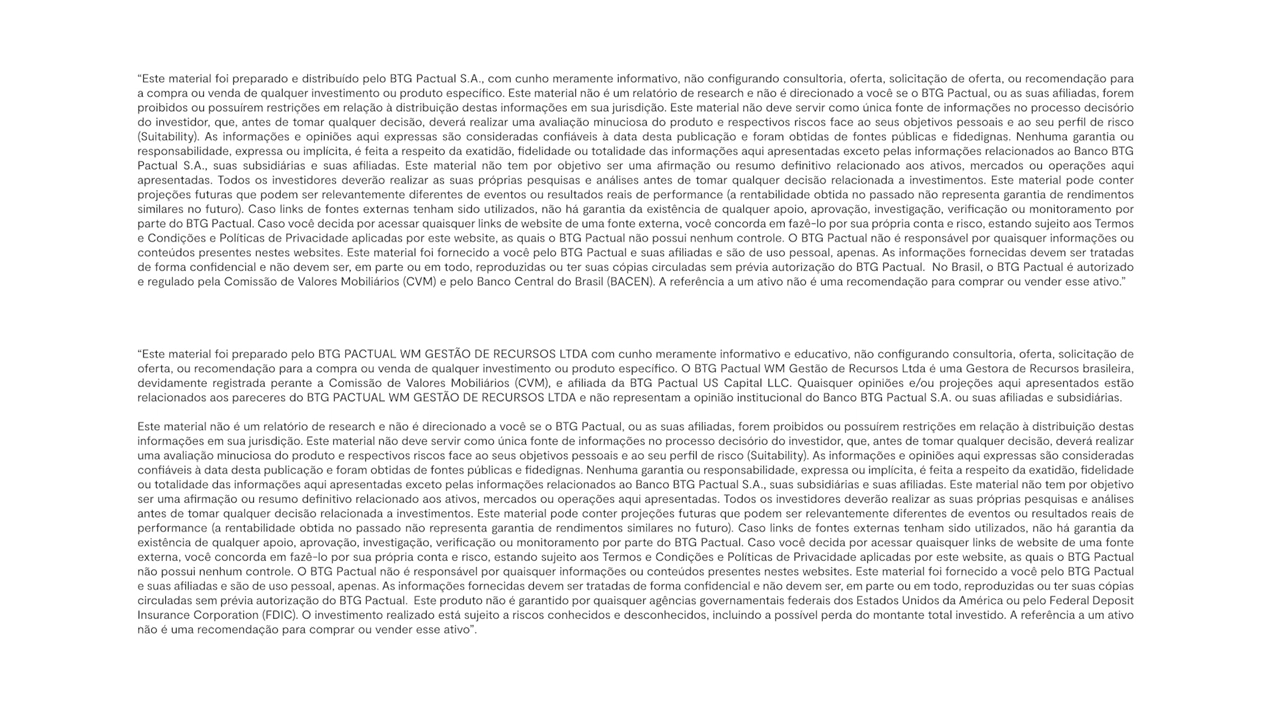 “Este material foi preparado e distribuído pelo BTG Pactual S.A., com cunho meramente informativo, não configurando consultoria, oferta, solicitação de oferta, ou recomendação para
a compra ou venda de qualquer investimento ou produto específico. Este material não é um relatório de research e não é direcionado a você se o BTG Pactual, ou as suas afiliadas, forem
proibidos ou possuírem restrições em relação à distribuição destas informações em sua jurisdição. Este material não deve servir como única fonte de informações no processo decisório
do investidor, que, antes de tomar qualquer decisão, deverá realizar uma avaliação minuciosa do produto e respectivos riscos face ao seus objetivos pessoais e ao seu perfil de risco
(Suitability). As informações e opiniões aqui expressas são consideradas confiáveis à data desta publicação e foram obtidas de fontes públicas e fidedignas. Nenhuma garantia ou
responsabilidade, expressa ou implícita, é feita a respeito da exatidão, fidelidade ou totalidade das informações aqui apresentadas exceto pelas informações relacionados ao Banco BTG
Pactual S.A., suas subsidiárias e suas afiliadas. Este material não tem por objetivo ser uma afirmação ou resumo definitivo relacionado aos ativos, mercados ou operações aqui
apresentadas. Todos os investidores deverão realizar as suas próprias pesquisas e análises antes de tomar qualquer decisão relacionada a investimentos. Este material pode conter
projeções futuras que podem ser relevantemente diferentes de eventos ou resultados reais de performance (a rentabilidade obtida no passado não representa garantia de rendimentos
similares no futuro). Caso links de fontes externas tenham sido utilizados, não há garantia da existência de qualquer apoio, aprovação, investigação, verificação ou monitoramento por
parte do BTG Pactual. Caso você decida por acessar quaisquer links de website de uma fonte externa, você concorda em fazê-lo por sua própria conta e risco, estando sujeito aos Termos
e Condições e Políticas de Privacidade aplicadas por este website, as quais o BTG Pactual não possui nenhum controle. O BTG Pactual não é responsável por quaisquer informações ou
conteúdos presentes nestes websites. Este material foi fornecido a você pelo BTG Pactual e suas afiliadas e são de uso pessoal, apenas. As informações fornecidas devem ser tratadas
de forma confidencial e não devem ser, em parte ou em todo, reproduzidas ou ter suas cópias circuladas sem prévia autorização do BTG Pactual.  No Brasil, o BTG Pactual é autorizado
e regulado pela Comissão de Valores Mobiliários (CVM) e pelo Banco Central do Brasil (BACEN). A referência a um ativo não é uma recomendação para comprar ou vender esse ativo.”
“Este material foi preparado pelo BTG PACTUAL WM GESTÃO DE RECURSOS LTDA com cunho meramente informativo e educativo, não configurando consultoria, oferta, solicitação de
oferta, ou recomendação para a compra ou venda de qualquer investimento ou produto específico. O BTG Pactual WM Gestão de Recursos Ltda é uma Gestora de Recursos brasileira,
devidamente registrada perante a Comissão de Valores Mobiliários (CVM), e afiliada da BTG Pactual US Capital LLC. Quaisquer opiniões e/ou projeções aqui apresentados estão
relacionados aos pareceres do BTG PACTUAL WM GESTÃO DE RECURSOS LTDA e não representam a opinião institucional do Banco BTG Pactual S.A. ou suas afiliadas e subsidiárias.
Este material não é um relatório de research e não é direcionado a você se o BTG Pactual, ou as suas afiliadas, forem proibidos ou possuírem restrições em relação à distribuição destas
informações em sua jurisdição. Este material não deve servir como única fonte de informações no processo decisório do investidor, que, antes de tomar qualquer decisão, deverá realizar
uma avaliação minuciosa do produto e respectivos riscos face ao seus objetivos pessoais e ao seu perfil de risco (Suitability). As informações e opiniões aqui expressas são consideradas
confiáveis à data desta publicação e foram obtidas de fontes públicas e fidedignas. Nenhuma garantia ou responsabilidade, expressa ou implícita, é feita a respeito da exatidão, fidelidade
ou totalidade das informações aqui apresentadas exceto pelas informações relacionados ao Banco BTG Pactual S.A., suas subsidiárias e suas afiliadas. Este material não tem por objetivo
ser uma afirmação ou resumo definitivo relacionado aos ativos, mercados ou operações aqui apresentadas. Todos os investidores deverão realizar as suas próprias pesquisas e análises
antes de tomar qualquer decisão relacionada a investimentos. Este material pode conter projeções futuras que podem ser relevantemente diferentes de eventos ou resultados reais de
performance (a rentabilidade obtida no passado não representa garantia de rendimentos similares no futuro). Caso links de fontes externas tenham sido utilizados, não há garantia da
existência de qualquer apoio, aprovação, investigação, verificação ou monitoramento por parte do BTG Pactual. Caso você decida por acessar quaisquer links de website de uma fonte
externa, você concorda em fazê-lo por sua própria conta e risco, estando sujeito aos Termos e Condições e Políticas de Privacidade aplicadas por este website, as quais o BTG Pactual
não possui nenhum controle. O BTG Pactual não é responsável por quaisquer informações ou conteúdos presentes nestes websites. Este material foi fornecido a você pelo BTG Pactual
e suas afiliadas e são de uso pessoal, apenas. As informações fornecidas devem ser tratadas de forma confidencial e não devem ser, em parte ou em todo, reproduzidas ou ter suas cópias
circuladas sem prévia autorização do BTG Pactual.  Este produto não é garantido por quaisquer agências governamentais federais dos Estados Unidos da América ou pelo Federal Deposit
Insurance Corporation (FDIC). O investimento realizado está sujeito a riscos conhecidos e desconhecidos, incluindo a possível perda do montante total investido. A referência a um ativo
não é uma recomendação para comprar ou vender esse ativo”.